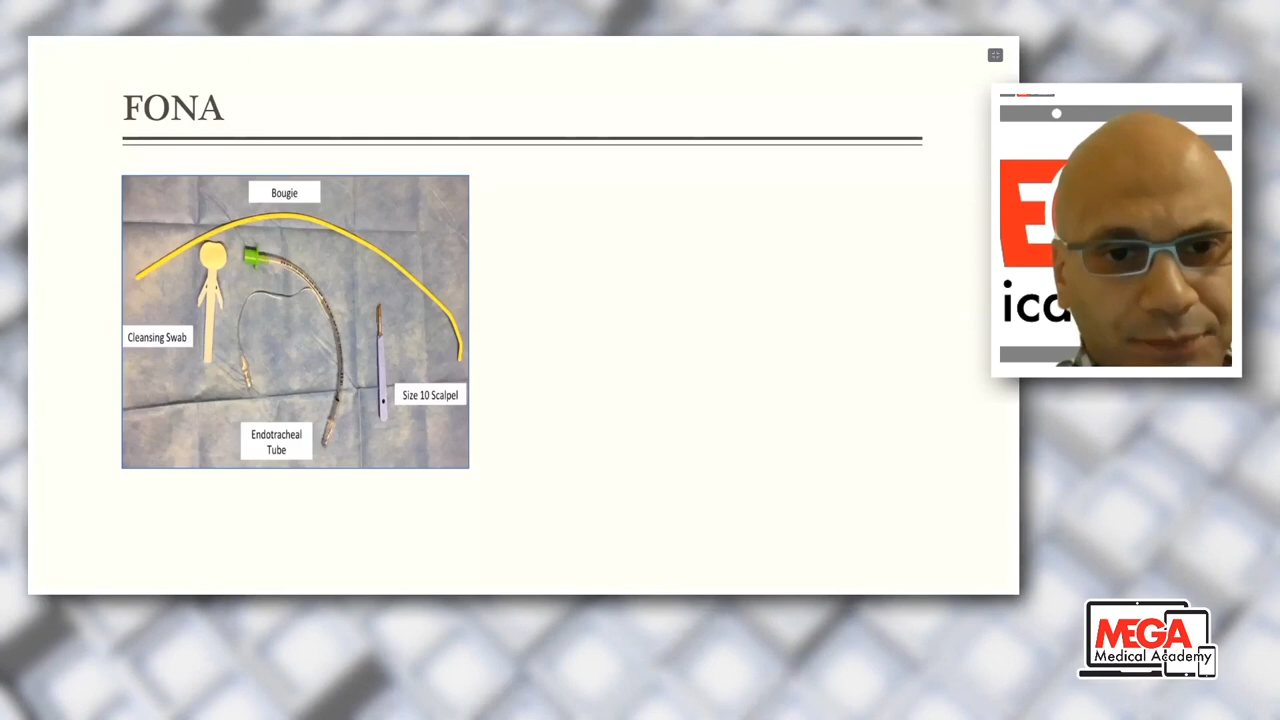 FONA
Bougie
Cleansing Swab
Size 10 Scalpel
Endotracheal
Tube
E
ica
MEGA
Medical Academy